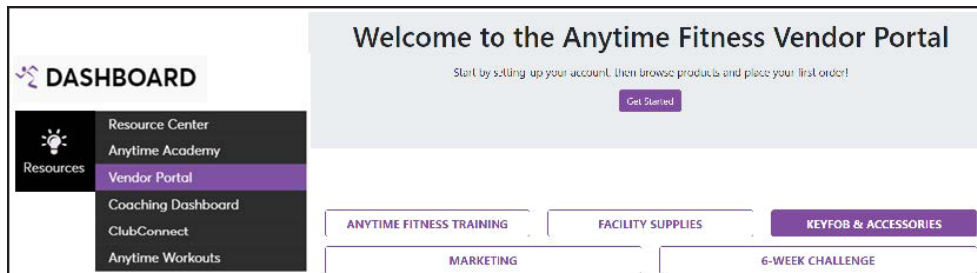 Welcome to the Anytime Fitness Vendor Portal
Start by setting up your account, then browse products and place your first order!
Get Started
DASHBOARD
Resources
Resource Center
Anytime Academy
Vendor Portal
Coaching Dashboard
ClubConnect
Anytime Workouts
ANYTIME FITNESS TRAINING
FACILITY SUPPLIES
KEYFOB & ACCESSORIES
MARKETING
6-WEEK CHALLENGE